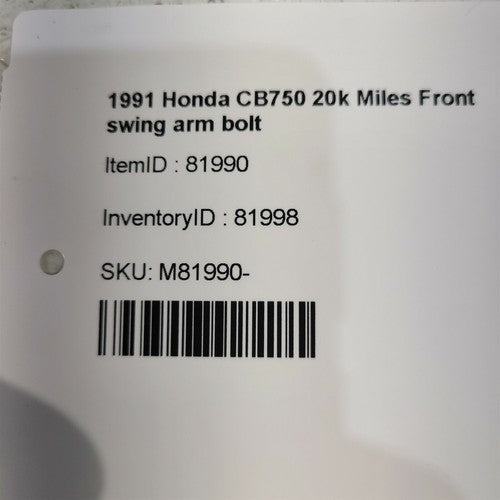 1991 Honda CB750 20k Miles Front
swing arm bolt
ItemID : 81990
InventoryID : 81998
SKU: M81990-